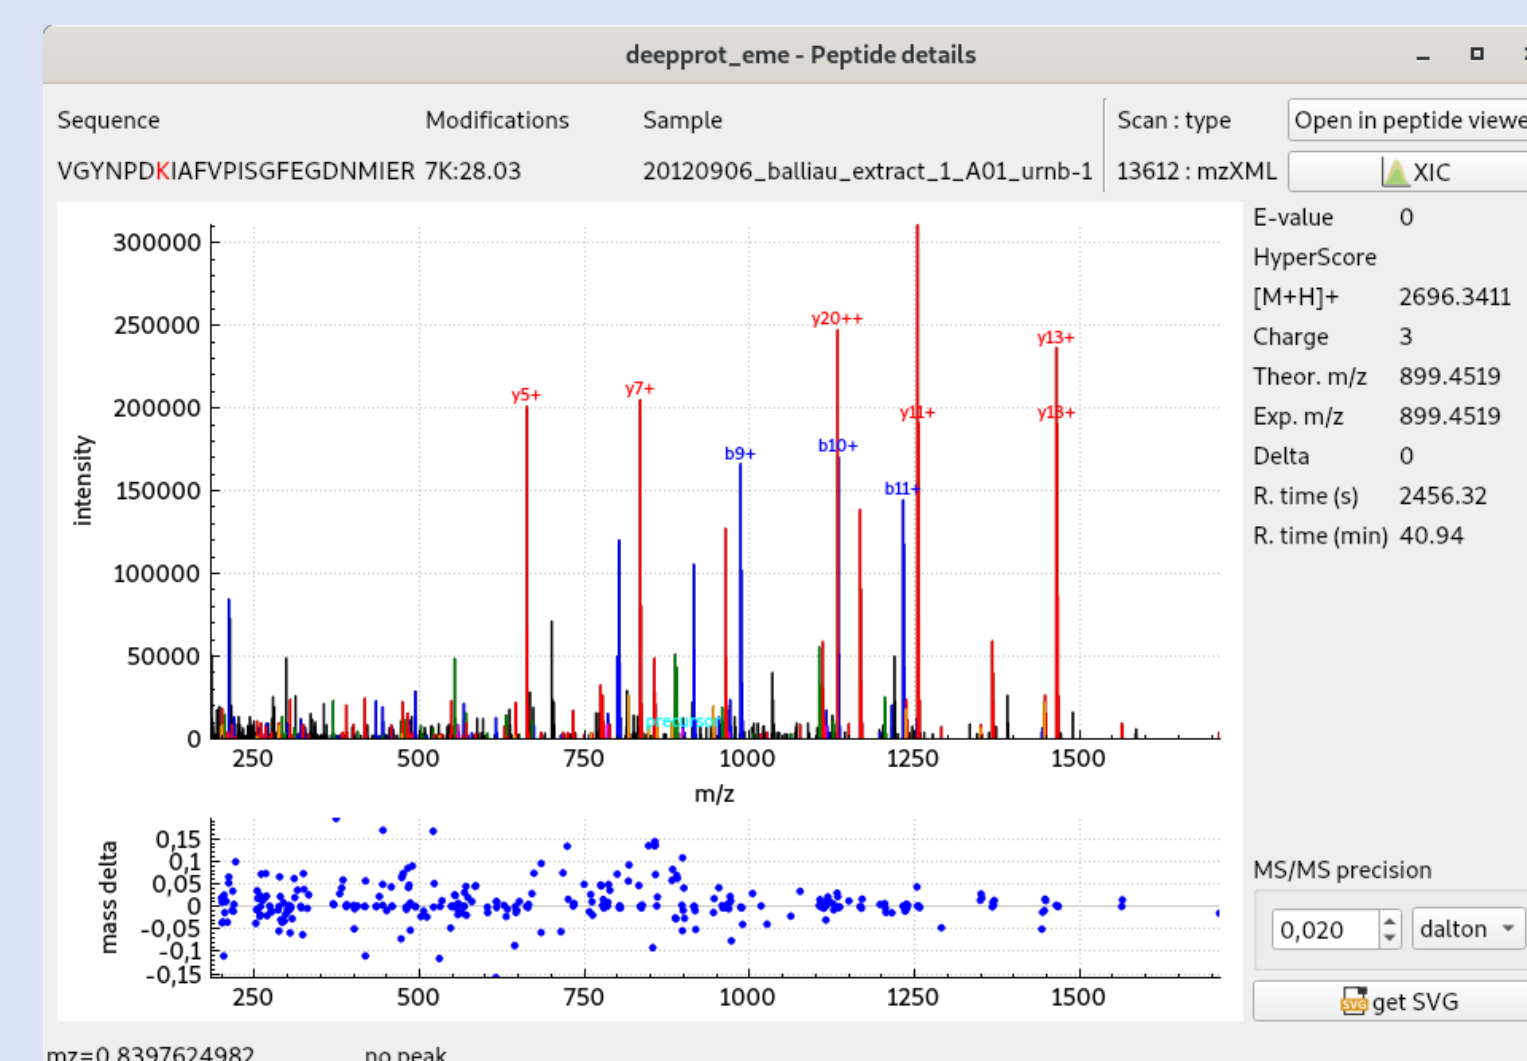 deepprot_eme - Peptide details
Sequence Modifications Sample Scan : type Open in peptide viewe
VGYNPDKIAFVPISGFEGDNMIER 7K:28.03 20120906_balliau_extract_1_A01_urnb-1 13612 : mzXML XIC
E-value 0
HyperScore
[M+H]+ 2696.3411
Charge 3
Theor. m/z 899.4519
Exp. m/z 899.4519
Delta 0
R. time (s) 2456.32
R. time (min) 40.94
intensity
300000
250000
200000
150000
100000
50000
0
y20++
y13+
y7+
y5+
y11+
y13+
b10+
b9+
b11+
precursor
250 500 750 1000 1250 1500
m/z
mass delta
0,15
0,1
0,05
0
-0,05
-0,1
-0,15
250 500 750 1000 1250 1500
MS/MS precision
0,020 dalton
SVG get SVG
mz=0.8397624982 no peak